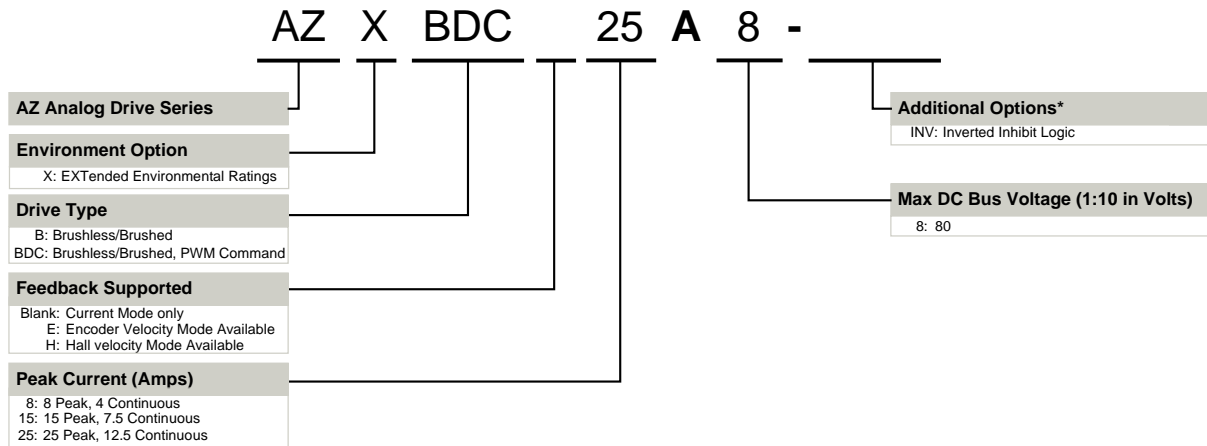 AZ X BDC 25 A 8 -
AZ Analog Drive Series
Environment Option
X: EXTended Environmental Ratings
Drive Type
B: Brushless/Brushed
BDC: Brushless/Brushed, PWM Command
Feedback Supported
Blank: Current Mode only
E: Encoder Velocity Mode Available
H: Hall velocity Mode Available
Peak Current (Amps)
8: 8 Peak, 4 Continuous
15: 15 Peak, 7.5 Continuous
25: 25 Peak, 12.5 Continuous
Additional Options*
INV: Inverted Inhibit Logic
Max DC Bus Voltage (1:10 in Volts)
8: 80